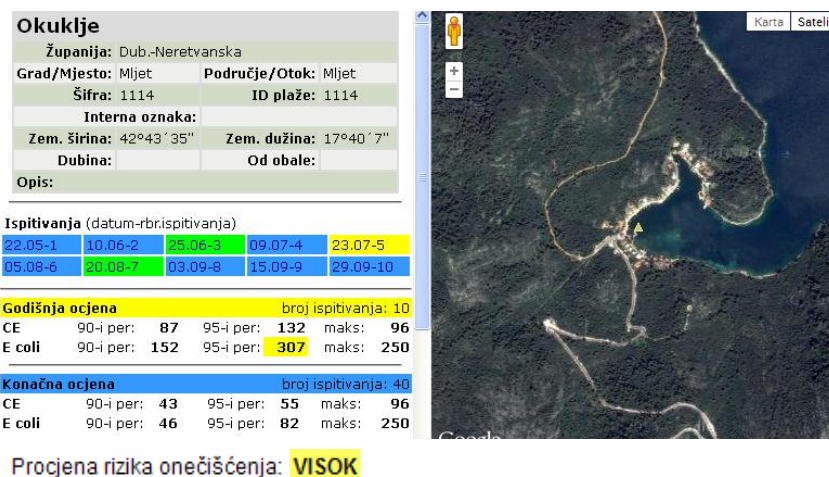 Okuklje
Županija: Dub.-Neretvanska
Grad/Mjesto: Mljet Područje/Otok: Mljet
Šifra: 1114 ID plaže: 1114
Interna oznaka:
Zem. širina: 42°43´35" Zem. dužina: 17°40´7"
Dubina: Od obale:
Opis:
Ispitivanja (datum-rbr.ispitivanja)
22.05-1 10.06-2 25.06-3 09.07-4 23.07-5
05.08-6 20.08-7 03.09-8 15.09-9 29.09-10
Godišnja ocjena broj ispitivanja: 10
CE 90-i per: 87 95-i per: 132 maks: 96
E coli 90-i per: 152 95-i per: 307 maks: 250
Konačna ocjena broj ispitivanja: 40
CE 90-i per: 43 95-i per: 55 maks: 96
E coli 90-i per: 46 95-i per: 82 maks: 250
Procjena rizika onečišćenja: VISOK
Karta Sateli
+
−
Google